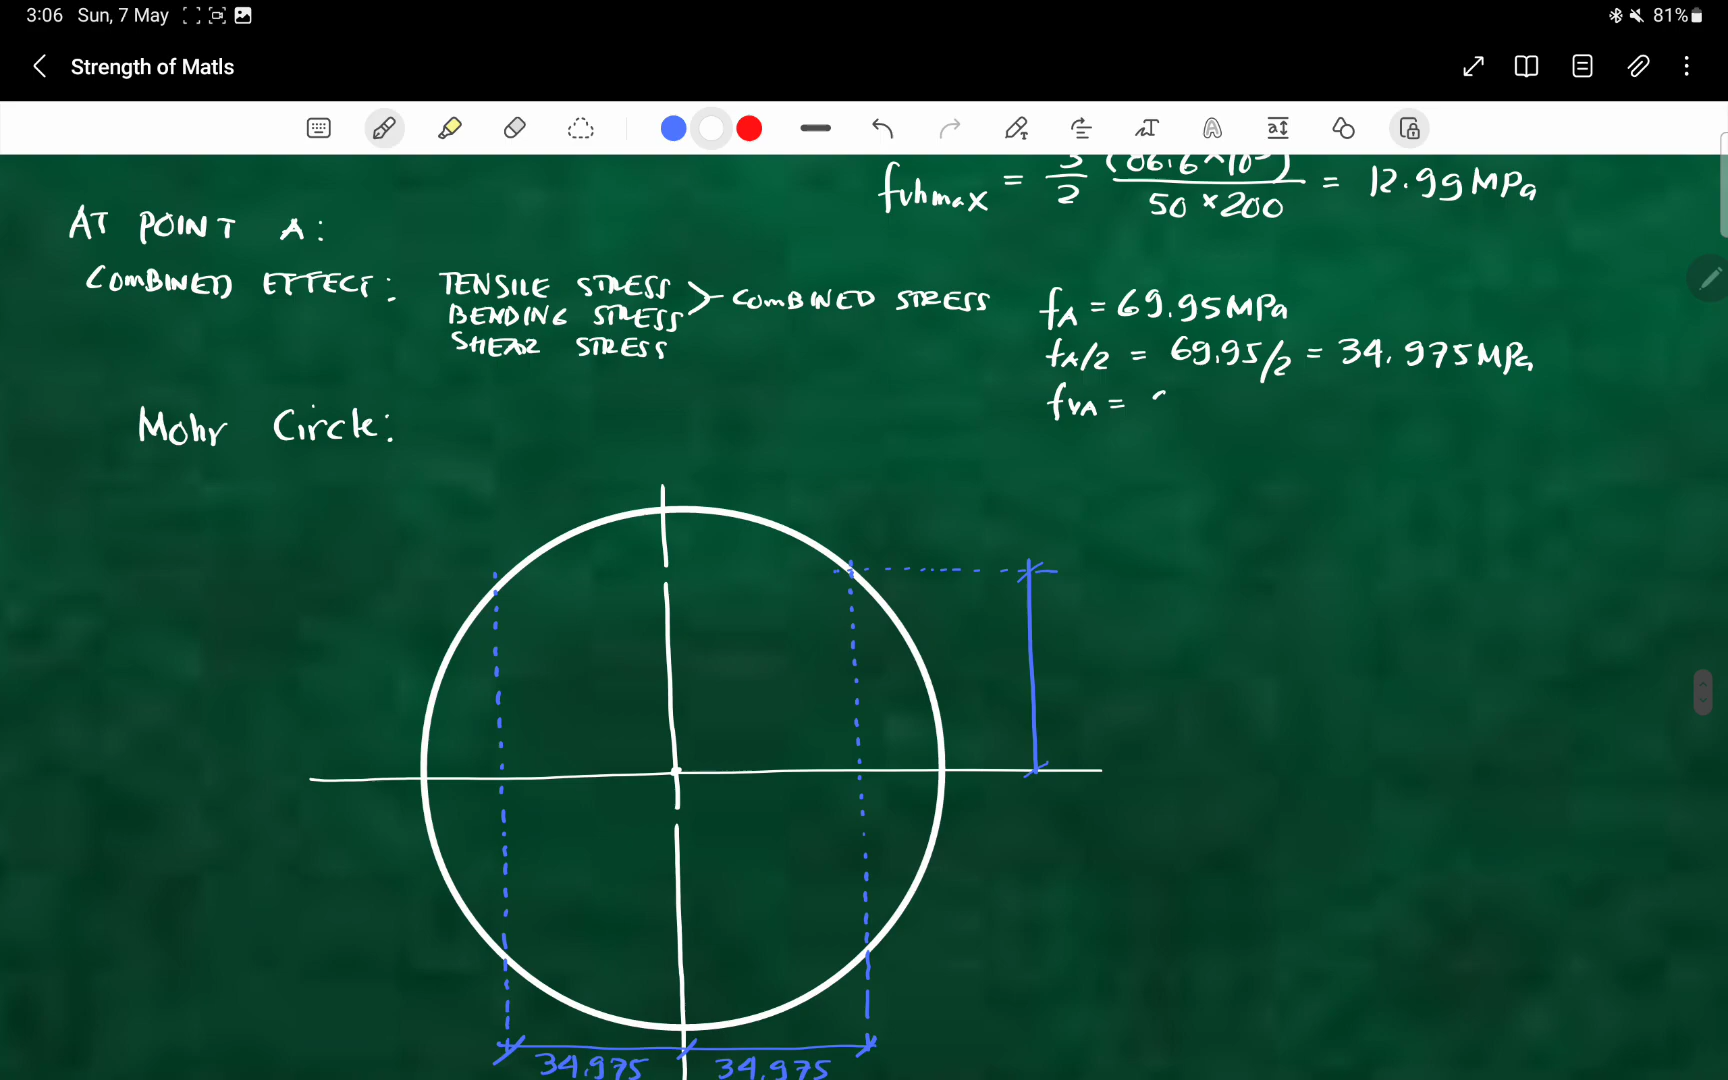 3:06 Sun, 7 May
81%
Strength of Matls
fvhmax = 3/2 (86.6×10³)/50×200 = 12.99 MPa
AT POINT A:
COMBINED EFFECT: TENSILE STRESS
BENDING STRESS
COMBINED STRESS
SHEAR STRESS
fA = 69.95 MPa
fA/2 = 69.95/2 = 34.975 MPa
fvA =
Mohr Circle:
34.975 34.975